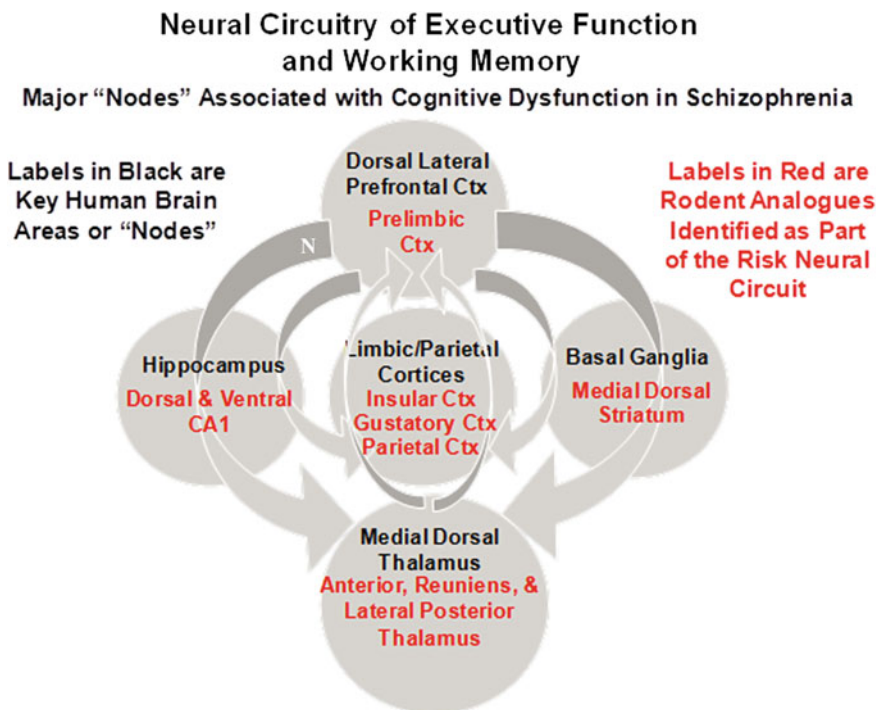 Neural Circuitry of Executive Function
and Working Memory
Major “Nodes” Associated with Cognitive Dysfunction in Schizophrenia
Labels in Black are
Key Human Brain
Areas or “Nodes”
Dorsal Lateral
Prefrontal Ctx
Prelimbic
Ctx
Labels in Red are
Rodent Analogues
Identified as Part
of the Risk Neural
Circuit
N
Hippocampus
Dorsal & Ventral
CA1
Limbic/Parietal
Cortices
Insular Ctx
Gustatory Ctx
Parietal Ctx
Basal Ganglia
Medial Dorsal
Striatum
Medial Dorsal
Thalamus
Anterior, Reuniens, &
Lateral Posterior
Thalamus